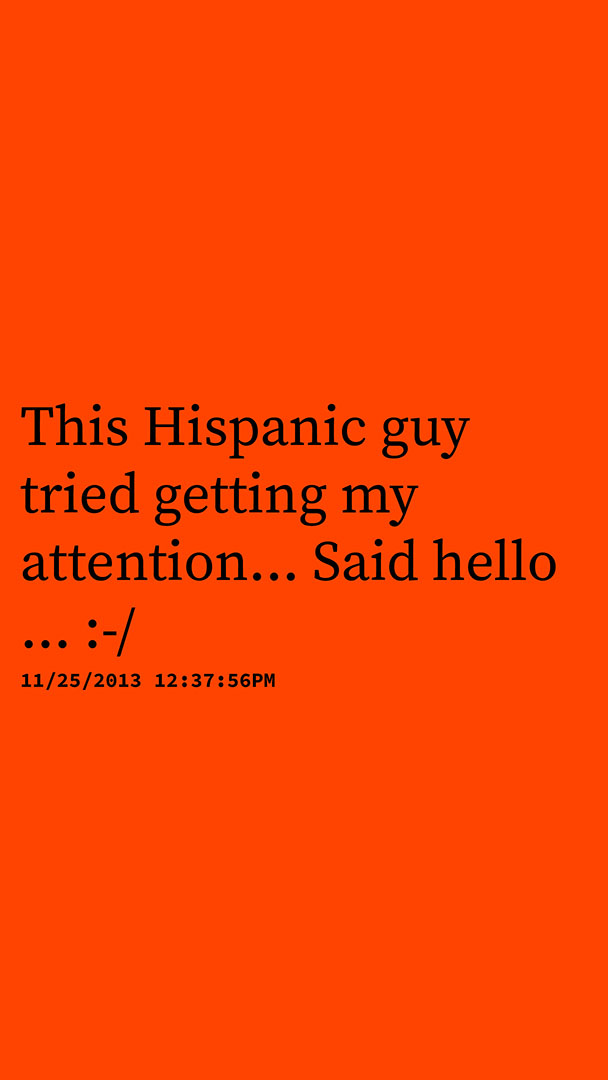 This Hispanic guy
tried getting my
attention... Said hello
... :-/
11/25/2013 12:37:56PM